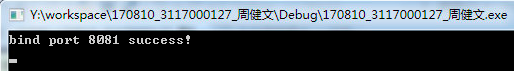 Y:\workspace\170810_3117000127_周健文\Debug\170810_3117000127_周健文.exe
bind port 8081 success!